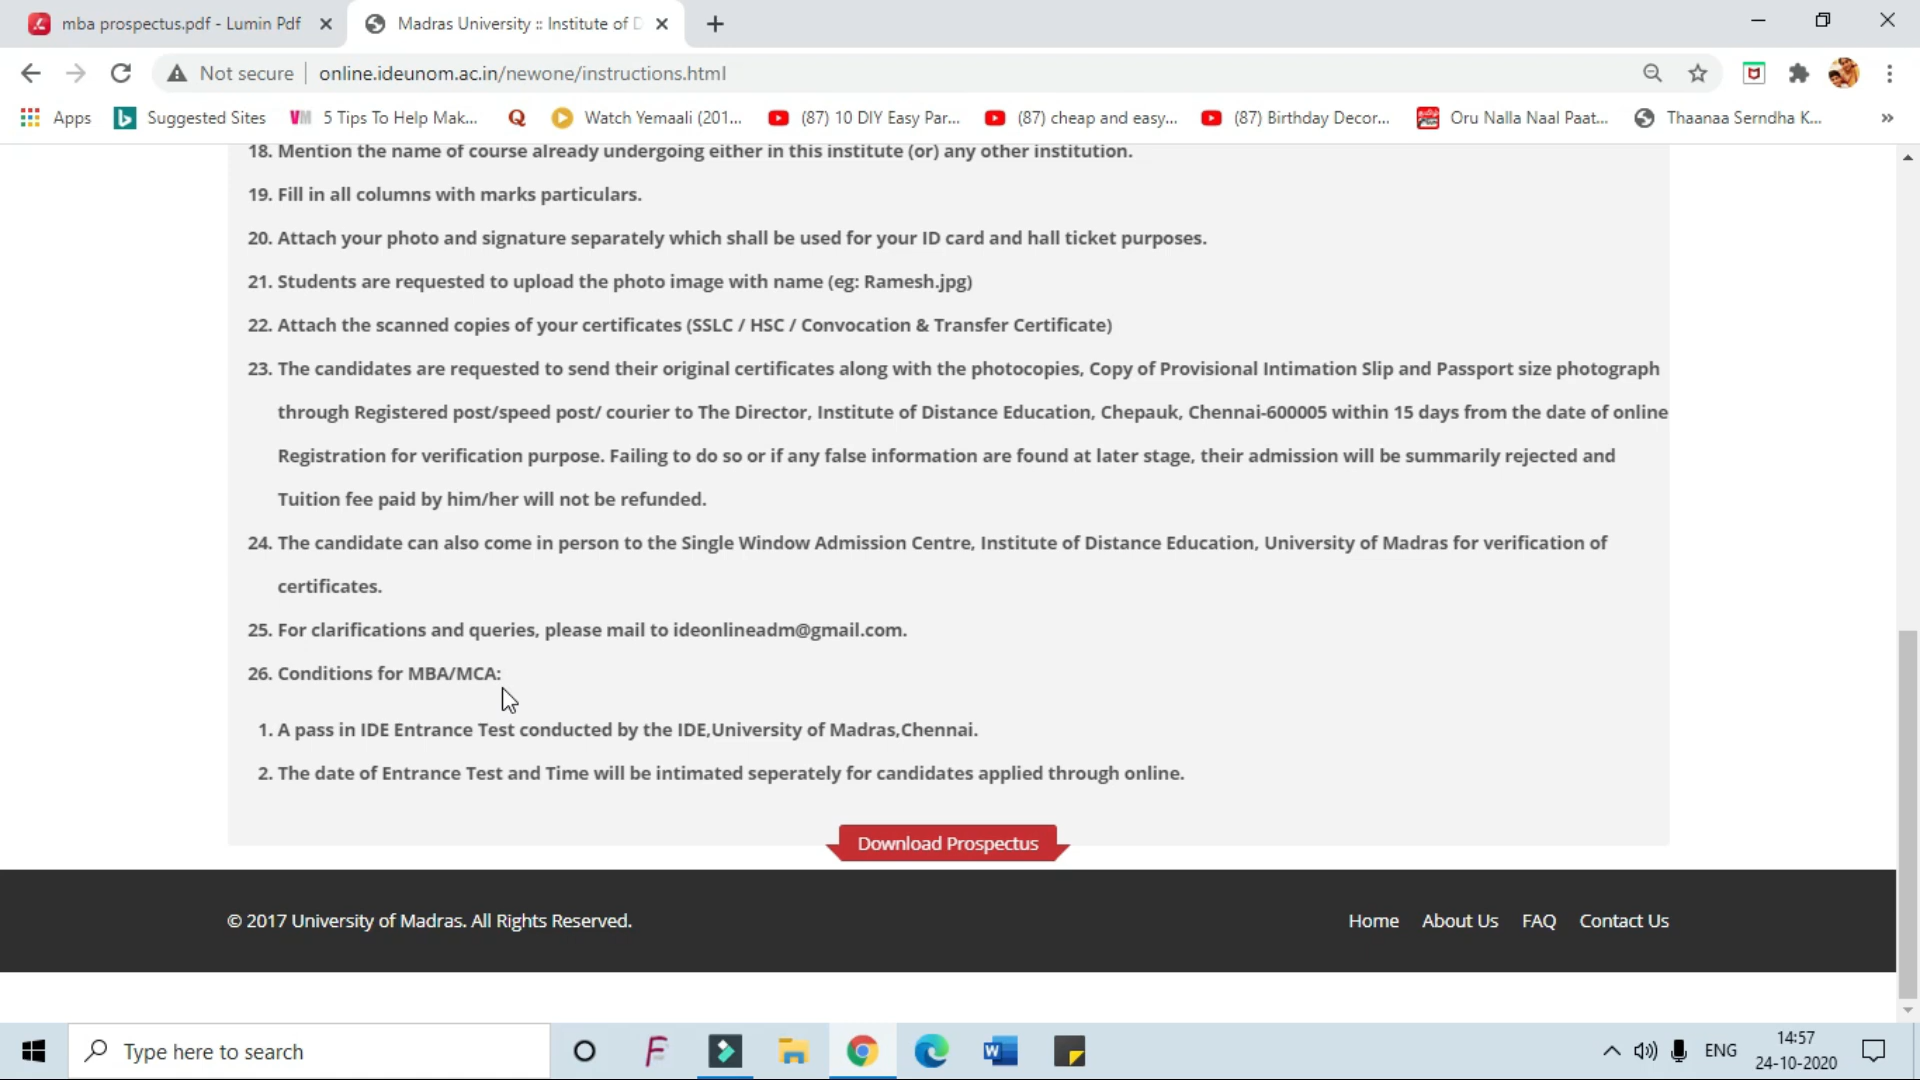 mba prospectus.pdf - Lumin Pdf
Madras University :: Institute of D
Not secure
online.ideunom.ac.in/newone/instructions.html
Apps
Suggested Sites
VM 5 Tips To Help Mak...
Q
Watch Yemaali (201...
(87) 10 DIY Easy Par...
(87) cheap and easy...
(87) Birthday Decor...
Oru Nalla Naal Paat...
Thaanaa Serndha K...
»
18. Mention the name of course already undergoing either in this institute (or) any other institution.
19. Fill in all columns with marks particulars.
20. Attach your photo and signature separately which shall be used for your ID card and hall ticket purposes.
21. Students are requested to upload the photo image with name (eg: Ramesh.jpg)
22. Attach the scanned copies of your certificates (SSLC / HSC / Convocation & Transfer Certificate)
23. The candidates are requested to send their original certificates along with the photocopies, Copy of Provisional Intimation Slip and Passport size photograph
through Registered post/speed post/ courier to The Director, Institute of Distance Education, Chepauk, Chennai-600005 within 15 days from the date of online
Registration for verification purpose. Failing to do so or if any false information are found at later stage, their admission will be summarily rejected and
Tuition fee paid by him/her will not be refunded.
24. The candidate can also come in person to the Single Window Admission Centre, Institute of Distance Education, University of Madras for verification of
certificates.
25. For clarifications and queries, please mail to ideonlineadm@gmail.com.
26. Conditions for MBA/MCA:
1. A pass in IDE Entrance Test conducted by the IDE,University of Madras,Chennai.
2. The date of Entrance Test and Time will be intimated seperately for candidates applied through online.
Download Prospectus
© 2017 University of Madras. All Rights Reserved.
Home
About Us
FAQ
Contact Us
Type here to search
ENG
14:57
24-10-2020